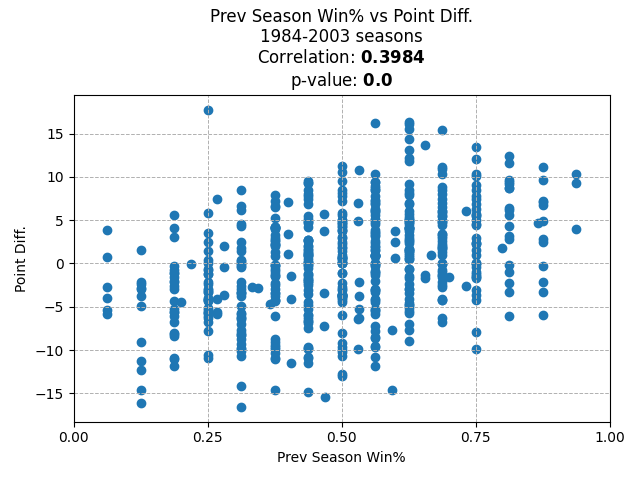 Prev Season Win% vs Point Diff.
1984-2003 seasons
Correlation: 0.3984
p-value: 0.0
Point Diff.
15
10
5
0
−5
−10
−15
0.00 0.25 0.50 0.75 1.00
Prev Season Win%